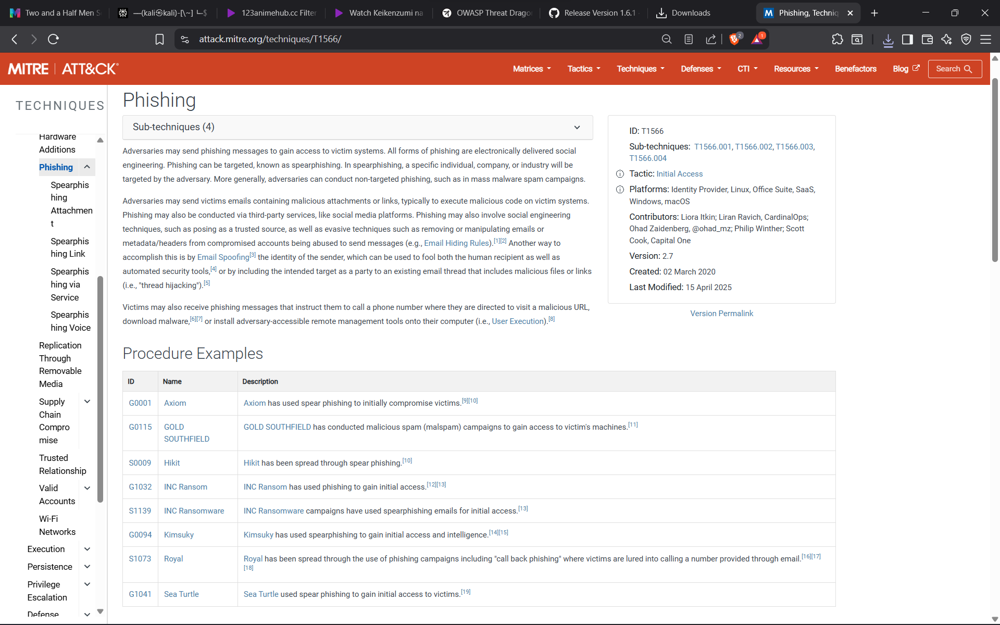 Two and a Half Men S
—(kali㉿kali)-[\~] └─$
123animehub.cc Filter
Watch Keikenzumi na
OWASP Threat Drago
Release Version 1.6.1
Downloads
Phishing, Techniq
attack.mitre.org/techniques/T1566/
2
1
MITRE | ATT&CK®
Matrices
Tactics
Techniques
Defenses
CTI
Resources
Benefactors
Blog
Search
TECHNIQUES
Hardware
Additions
Phishing
Spearphis
hing
Attachmen
t
Spearphis
hing Link
Spearphis
hing via
Service
Spearphis
hing Voice
Replication
Through
Removable
Media
Supply
Chain
Compro
mise
Trusted
Relationship
Valid
Accounts
Wi-Fi
Networks
Execution
Persistence
Privilege
Escalation
Defense
Phishing
Sub-techniques (4)
Adversaries may send phishing messages to gain access to victim systems. All forms of phishing are electronically delivered social
engineering. Phishing can be targeted, known as spearphishing. In spearphishing, a specific individual, company, or industry will be
targeted by the adversary. More generally, adversaries can conduct non-targeted phishing, such as in mass malware spam campaigns.
Adversaries may send victims emails containing malicious attachments or links, typically to execute malicious code on victim systems.
Phishing may also be conducted via third-party services, like social media platforms. Phishing may also involve social engineering
techniques, such as posing as a trusted source, as well as evasive techniques such as removing or manipulating emails or
metadata/headers from compromised accounts being abused to send messages (e.g., Email Hiding Rules).[1][2] Another way to
accomplish this is by Email Spoofing[3] the identity of the sender, which can be used to fool both the human recipient as well as
automated security tools,[4] or by including the intended target as a party to an existing email thread that includes malicious files or links
(i.e., "thread hijacking").[5]
Victims may also receive phishing messages that instruct them to call a phone number where they are directed to visit a malicious URL,
download malware,[6][7] or install adversary-accessible remote management tools onto their computer (i.e., User Execution).[8]
ID: T1566
Sub-techniques: T1566.001, T1566.002, T1566.003,
T1566.004
Tactic: Initial Access
Platforms: Identity Provider, Linux, Office Suite, SaaS,
Windows, macOS
Contributors: Liora Itkin; Liran Ravich, CardinalOps;
Ohad Zaidenberg, @ohad_mz; Philip Winther; Scott
Cook, Capital One
Version: 2.7
Created: 02 March 2020
Last Modified: 15 April 2025
Version Permalink
Procedure Examples
ID Name Description
G0001 Axiom Axiom has used spear phishing to initially compromise victims.[9][10]
G0115 GOLD SOUTHFIELD GOLD SOUTHFIELD has conducted malicious spam (malspam) campaigns to gain access to victim's machines.[11]
S0009 Hikit Hikit has been spread through spear phishing.[10]
G1032 INC Ransom INC Ransom has used phishing to gain initial access.[12][13]
S1139 INC Ransomware INC Ransomware campaigns have used spearphishing emails for initial access.[13]
G0094 Kimsuky Kimsuky has used spearphishing to gain initial access and intelligence.[14][15]
S1073 Royal Royal has been spread through the use of phishing campaigns including "call back phishing" where victims are lured into calling a number provided through email.[16][17]
[18]
G1041 Sea Turtle Sea Turtle used spear phishing to gain initial access to victims.[19]